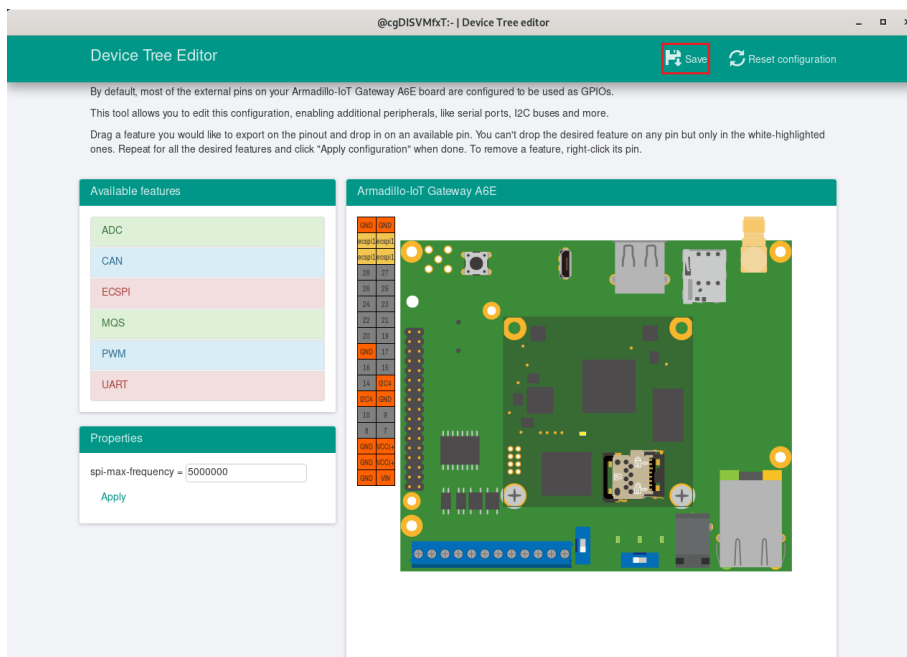 @cgDISVMfxT:~ | Device Tree editor
Device Tree Editor
Save
Reset configuration
By default, most of the external pins on your Armadillo-IoT Gateway A6E board are configured to be used as GPIOs.
This tool allows you to edit this configuration, enabling additional peripherals, like serial ports, I2C buses and more.
Drag a feature you would like to export on the pinout and drop in on an available pin. You can't drop the desired feature on any pin but only in the white-highlighted
ones. Repeat for all the desired features and click "Apply configuration" when done. To remove a feature, right-click its pin.
Available features
Armadillo-IoT Gateway A6E
ADC
CAN
ECSPI
MQS
PWM
UART
Properties
spi-max-frequency = 5000000
Apply
GND GND
ecspi1 ecspi1
ecspi1 ecspi1
28 27
26 25
24 23
22 21
20 19
GND 17
16 15
14 I2C4
I2C4 GND
10 9
8 7
GND VCC(+
GND VCC(+
GND VIN